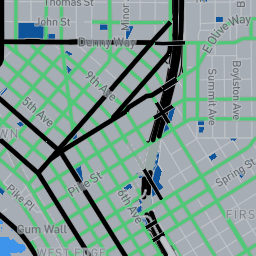 Thomas St
John St
Minor
Denny Way
E Olive Way
B
9th Ave
Summit Ave
Boylston Ave
5th Ave
WN
Pike Pl
Pike St
6th Ave
Spring St
FIRS
Gum Wall
WEST EDGE